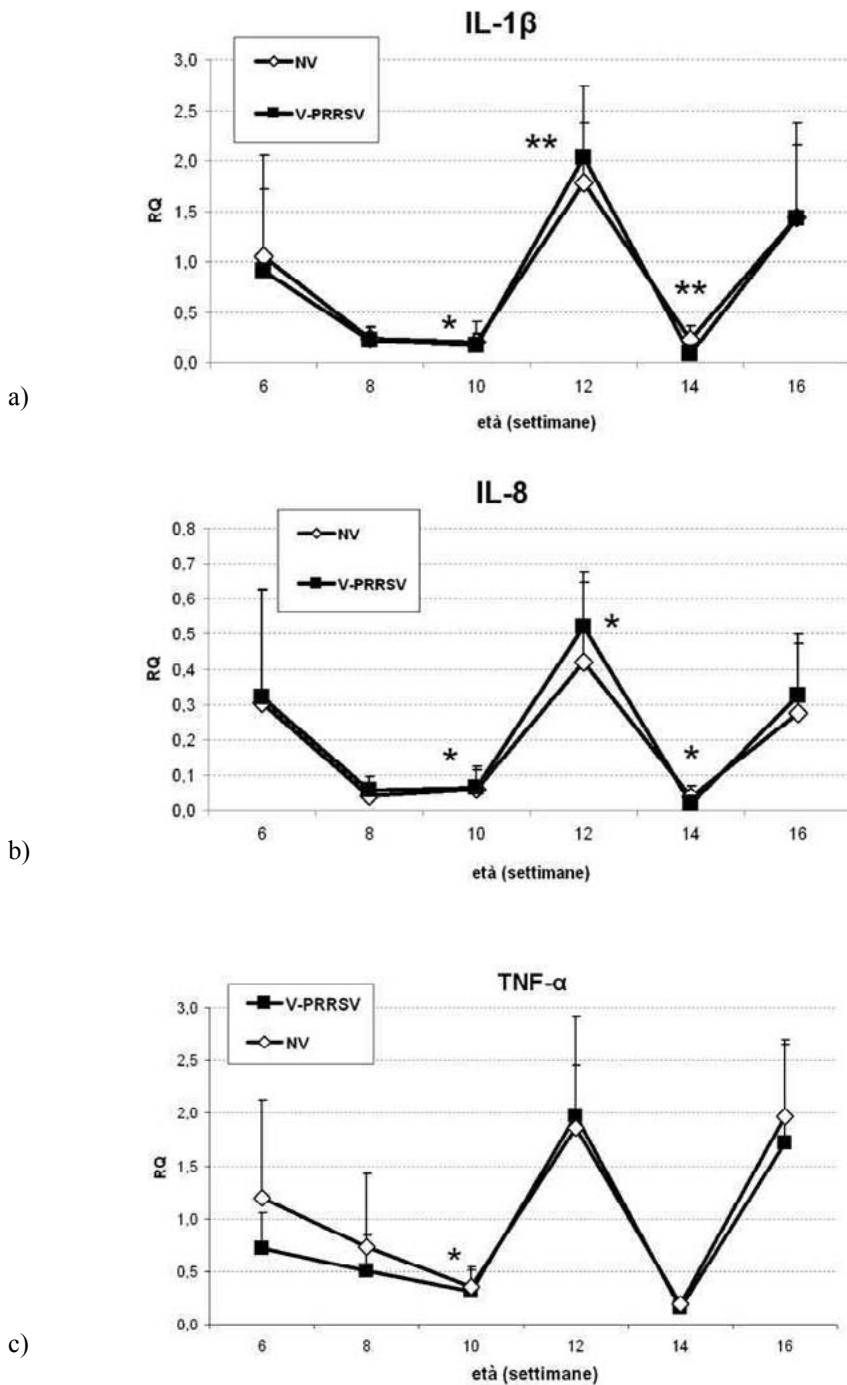 IL-1β
NV
V-PRRSV
3,0
2,5
2,0
1,5
1,0
0,5
0,0
RQ
**
*
**
6 8 10 12 14 16
età (settimane)
a)
IL-8
NV
V-PRRSV
0,8
0,7
0,6
0,5
0,4
0,3
0,2
0,1
0,0
RQ
*
*
*
6 8 10 12 14 16
età (settimane)
b)
TNF-α
V-PRRSV
NV
3,0
2,5
2,0
1,5
1,0
0,5
0,0
RQ
*
6 8 10 12 14 16
età (settimane)
c)